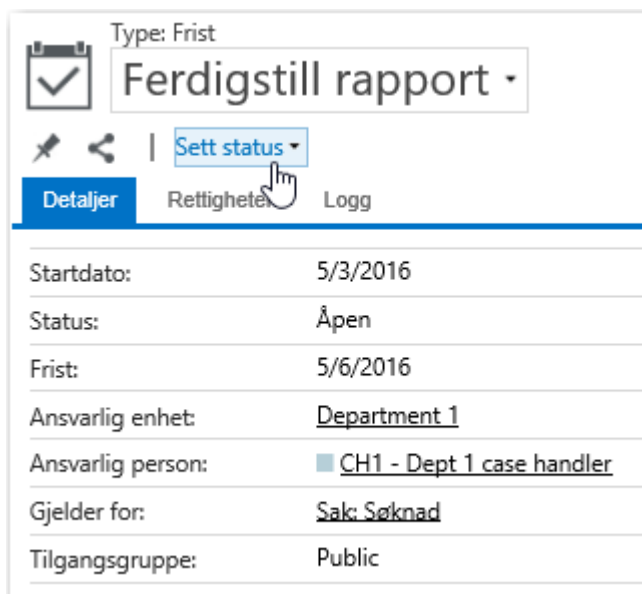 Type: Frist
Ferdigstill rapport
Sett status
Detaljer Rettigheter Logg
Startdato: 5/3/2016
Status: Åpen
Frist: 5/6/2016
Ansvarlig enhet: Department 1
Ansvarlig person: CH1 - Dept 1 case handler
Gjelder for: Sak: Søknad
Tilgangsgruppe: Public